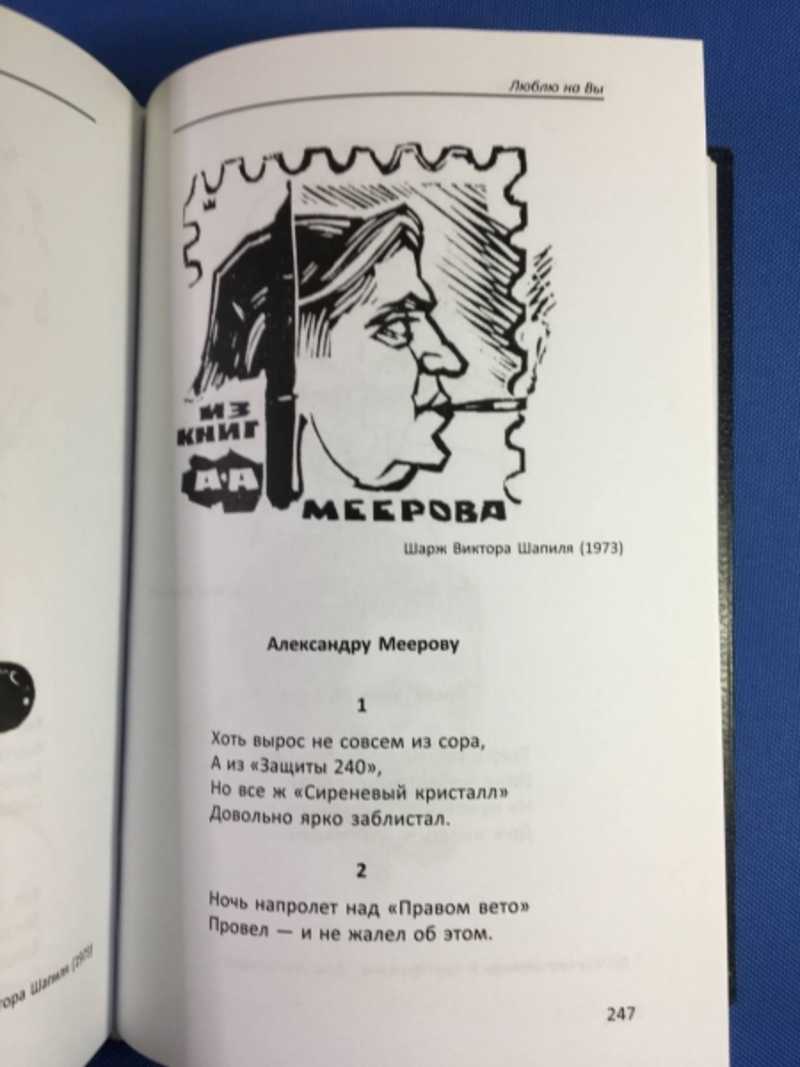 Люблю на Вы
ИЗ
КНИГ
А·А
МЕЕРОВА
Шарж Виктора Шапиля (1973)
Александру Меерову
1
Хоть вырос не совсем из сора,
А из «Защиты 240»,
Но все ж «Сиреневый кристалл»
Довольно ярко заблистал.
2
Ночь напролет над «Правом вето»
Провел — и не жалел об этом.
247
Шапиля